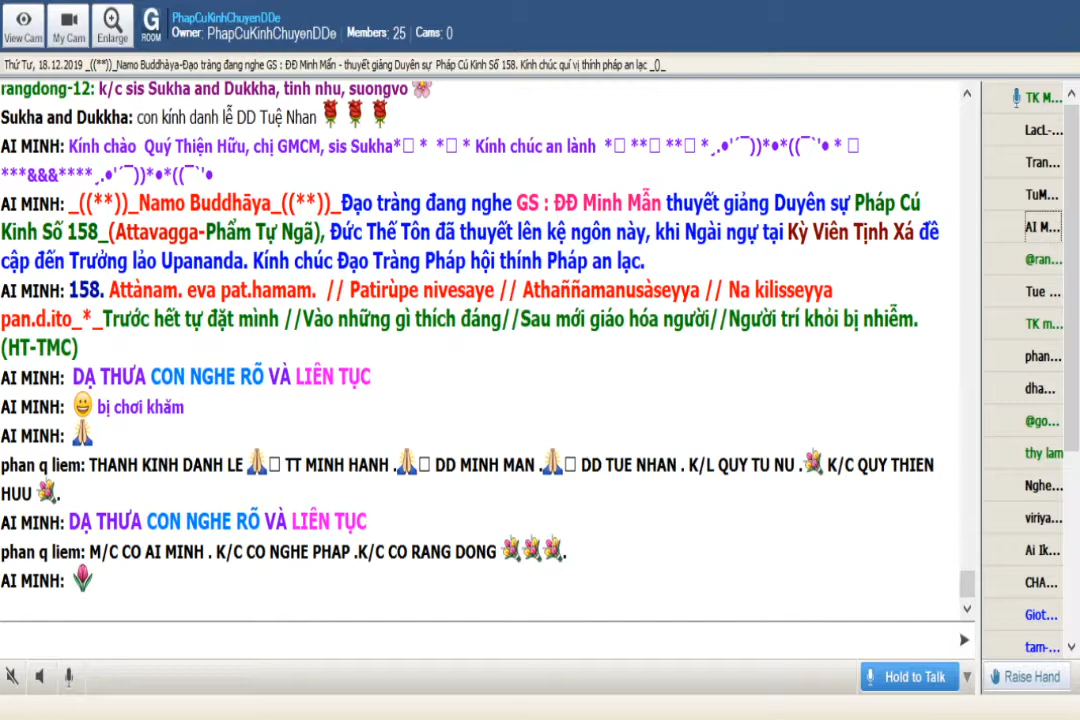 View Cam
My Cam
Enlarge
G
ROOM
PhapCuKinhChuyenDDe
Owner: PhapCuKinhChuyenDDe Members: 25 Cams: 0
Thứ Tư, 18.12.2019 _((**))_Namo Buddhàya-Đạo tràng đang nghe GS : ĐĐ Minh Mẫn - thuyết giảng Duyên sự Pháp Cú Kinh Số 158. Kính chúc quí vị thính pháp an lạc _()_
rangdong-12: k/c sis Sukha and Dukkha, tinh nhu, suongvo
Sukha and Dukkha: con kính danh lễ DD Tuệ Nhan
AI MINH: Kính chào Quý Thiện Hữu, chị GMCM, sis Sukha*□ * *□ * Kính chúc an lành *□ **□ **□ *¸.•'´¯))*•*((¯`'• * □
***&&&****¸.•'´¯))*•*((¯`'•
AI MINH: _((**))_Namo Buddhāya_((**))_Đạo tràng đang nghe GS : ĐĐ Minh Mẫn thuyết giảng Duyên sự Pháp Cú
Kinh Số 158_(Attavagga-Phẩm Tự Ngã), Đức Thế Tôn đã thuyết lên kệ ngôn này, khi Ngài ngự tại Kỳ Viên Tịnh Xá đề
cập đến Trưởng lảo Upananda. Kính chúc Đạo Tràng Pháp hội thính Pháp an lạc.
AI MINH: 158. Attànam. eva pat.hamam. // Patirùpe nivesaye // Athaññamanusàseyya // Na kilisseyya
pan.d.ito_*_Trước hết tự đặt mình //Vào những gì thích đáng//Sau mới giáo hóa người//Người trí khỏi bị nhiễm.
(HT-TMC)
AI MINH: DẠ THƯA CON NGHE RÕ VÀ LIÊN TỤC
AI MINH: bị chơi khăm
AI MINH:
phan q liem: THANH KINH DANH LE □ TT MINH HANH .□ DD MINH MAN .□ DD TUE NHAN . K/L QUY TU NU . K/C QUY THIEN
HUU .
AI MINH: DẠ THƯA CON NGHE RÕ VÀ LIÊN TỤC
phan q liem: M/C CO AI MINH . K/C CO NGHE PHAP .K/C CO RANG DONG .
AI MINH:
TK M...
LacL-...
Tran...
TuM...
AI M...
@ran...
Tue ...
TK m...
phan...
dha...
@go...
thy lam
Nghe...
viriya...
Ai Ik...
CHA...
Giot...
tam-...
Hold to Talk
Raise Hand